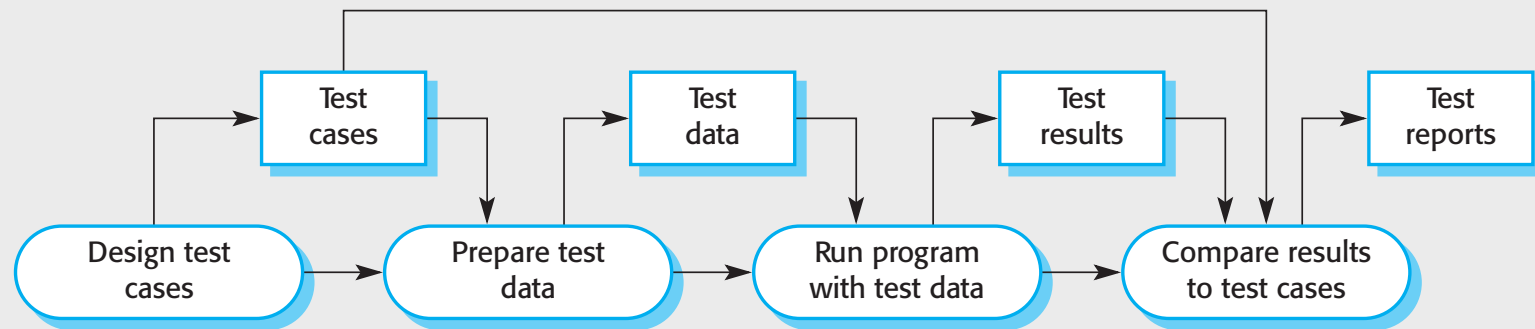 Test
cases
Test
data
Test
results
Test
reports
Design test
cases
Prepare test
data
Run program
with test data
Compare results
to test cases